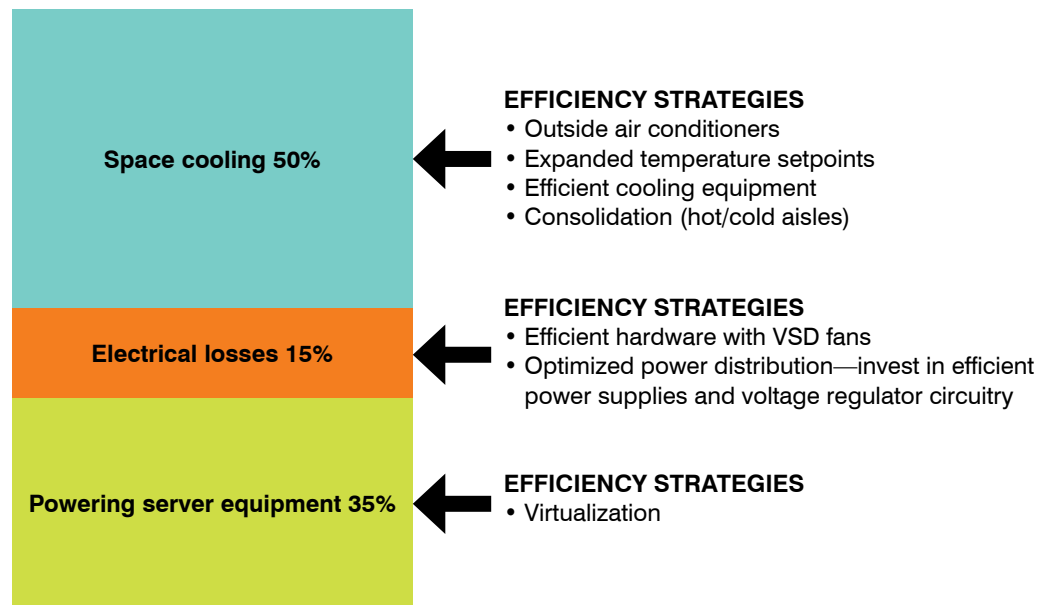 Space cooling 50%
EFFICIENCY STRATEGIES
• Outside air conditioners
• Expanded temperature setpoints
• Efficient cooling equipment
• Consolidation (hot/cold aisles)
Electrical losses 15%
EFFICIENCY STRATEGIES
• Efficient hardware with VSD fans
• Optimized power distribution—invest in efficient
power supplies and voltage regulator circuitry
Powering server equipment 35%
EFFICIENCY STRATEGIES
• Virtualization